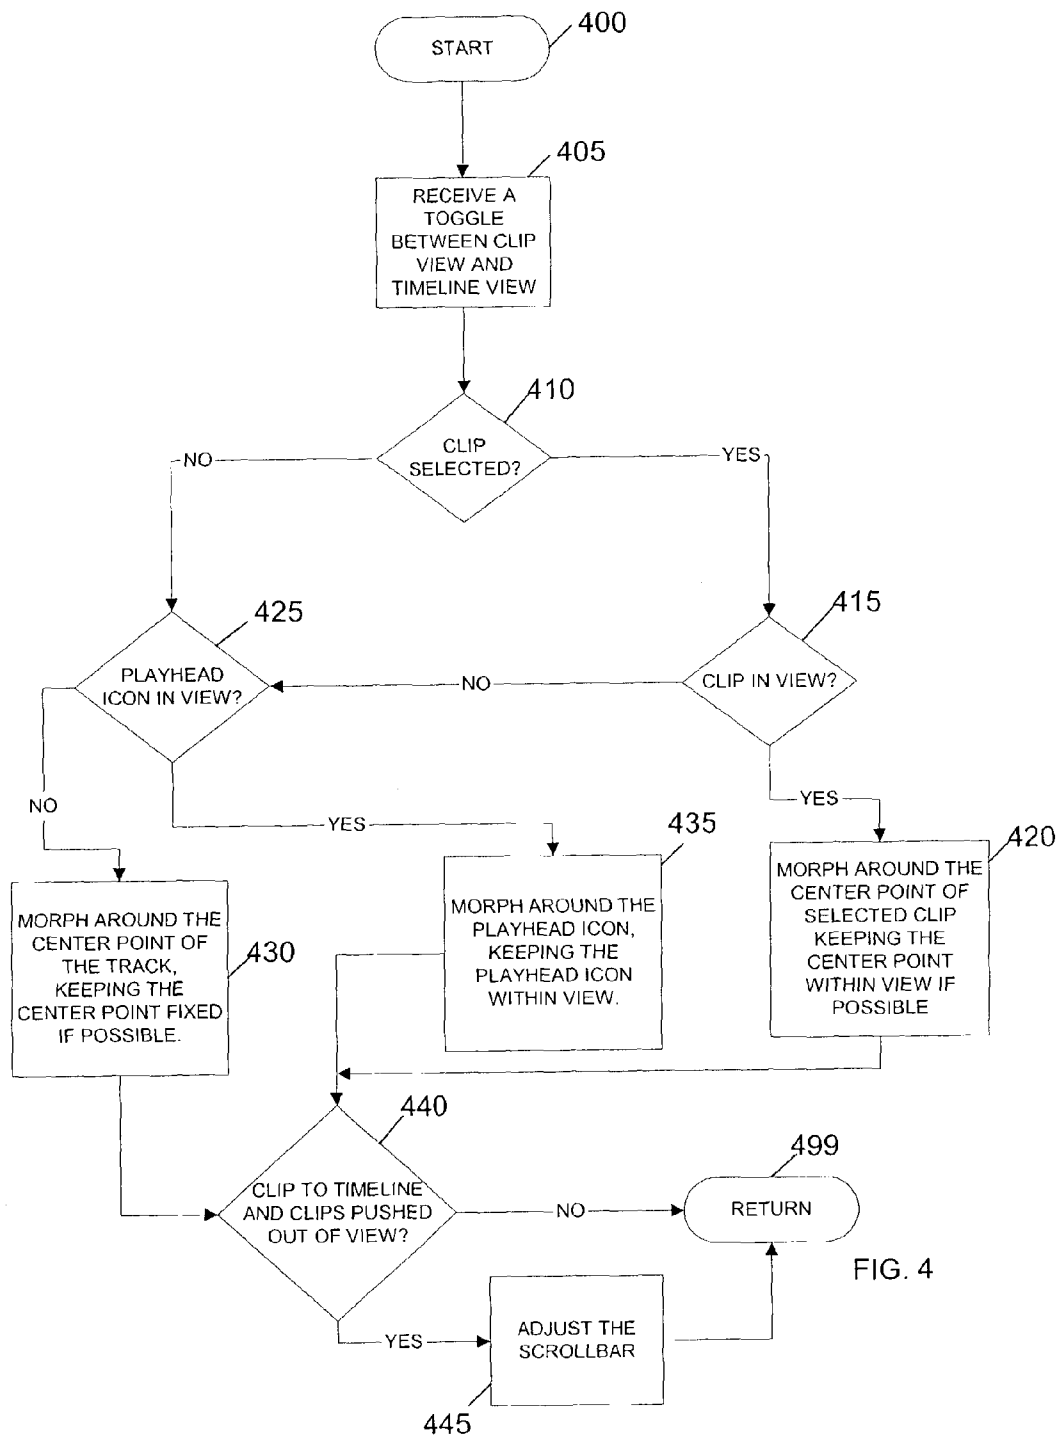 400
START
405
RECEIVE A
TOGGLE
BETWEEN CLIP
VIEW AND
TIMELINE VIEW
410
CLIP
SELECTED?
NO
YES
425
415
PLAYHEAD
ICON IN VIEW?
NO
CLIP IN VIEW?
NO
YES
YES
435
420
MORPH AROUND THE
CENTER POINT OF
THE TRACK,
KEEPING THE
CENTER POINT FIXED
IF POSSIBLE.
430
MORPH AROUND THE
PLAYHEAD ICON,
KEEPING THE
PLAYHEAD ICON
WITHIN VIEW.
MORPH AROUND THE
CENTER POINT OF
SELECTED CLIP
KEEPING THE
CENTER POINT
WITHIN VIEW IF
POSSIBLE
440
CLIP TO TIMELINE
AND CLIPS PUSHED
OUT OF VIEW?
NO
499
RETURN
FIG. 4
YES
ADJUST THE
SCROLLBAR
445